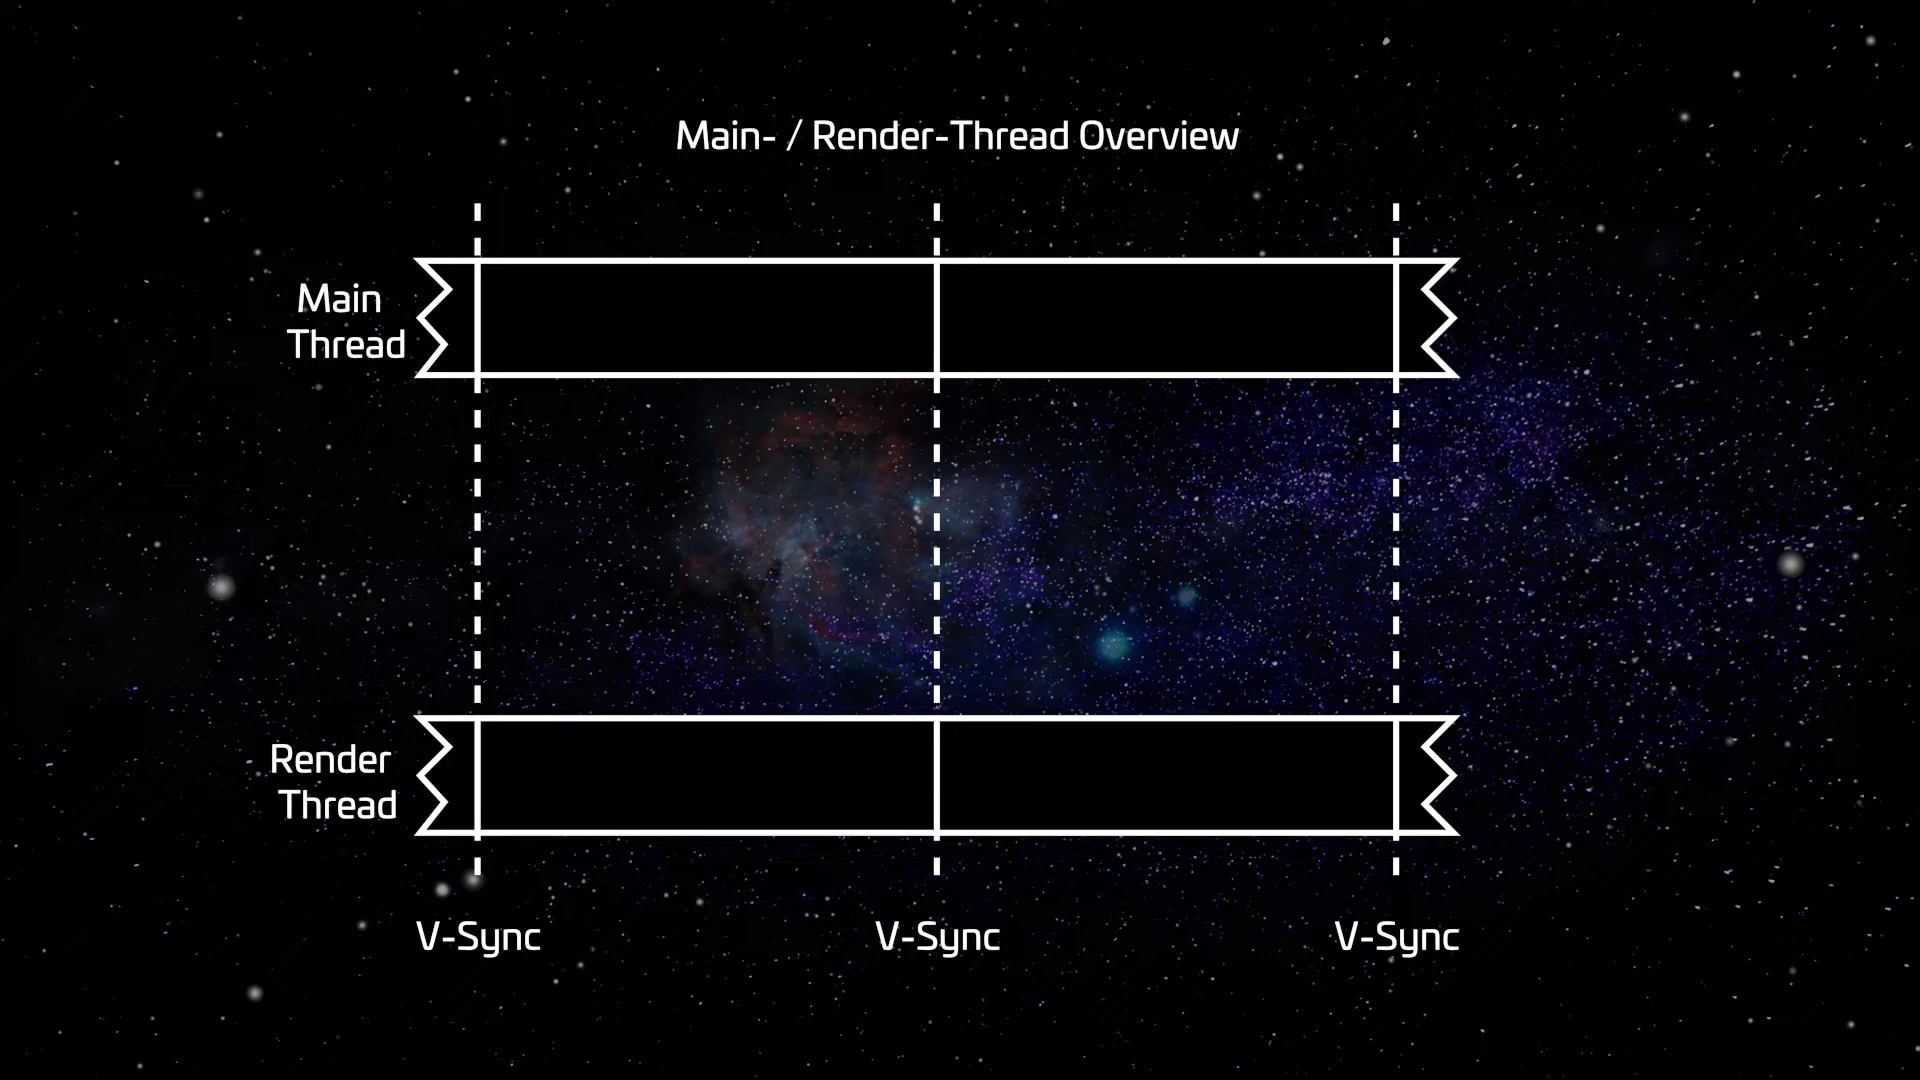 Main- / Render-Thread Overview
Main
Thread
Render
Thread
V-Sync
V-Sync
V-Sync